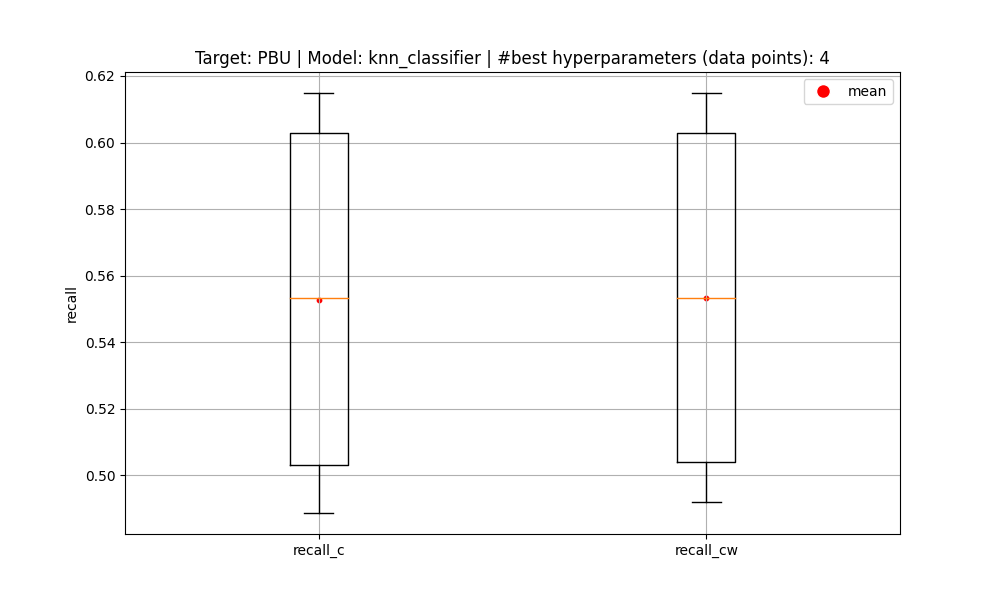 Target: PBU | Model: knn_classifier | #best hyperparameters (data points): 4
mean
0.62
0.60
0.58
0.56
0.54
0.52
0.50
recall
recall_c
recall_cw